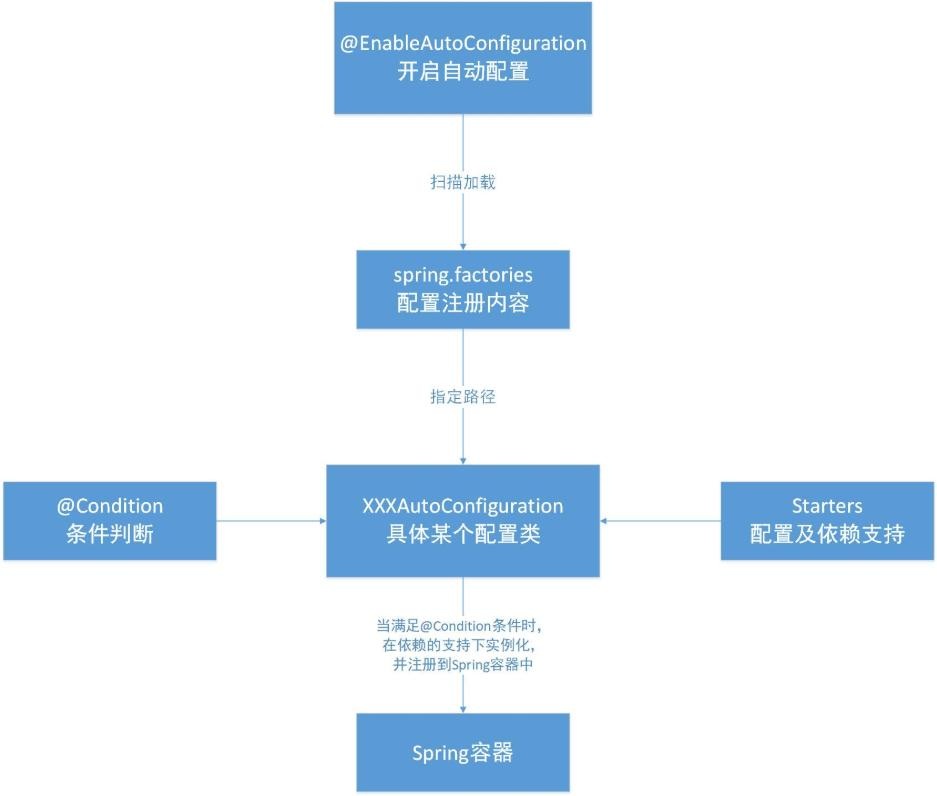 @EnableAutoConfiguration
开启自动配置
扫描加载
spring.factories
配置注册内容
指定路径
@Condition
条件判断
XXXAutoConfiguration
具体某个配置类
Starters
配置及依赖支持
当满足@Condition条件时，
在依赖的支持下实例化，
并注册到Spring容器中
Spring容器